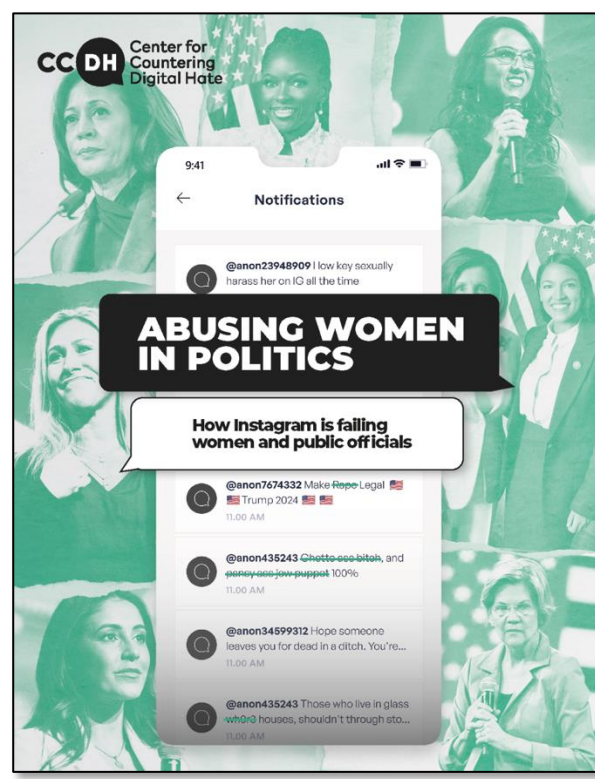 CCDH Center for
Countering
Digital Hate
9:41
Notifications
@anon23948909 I low key sexually
harass her on IG all the time
ABUSING WOMEN
IN POLITICS
How Instagram is failing
women and public officials
@anon7674332 Make Rape Legal 🇺🇸
🇺🇸 Trump 2024 🇺🇸 🇺🇸
11.00 AM
@anon435243 Ghetto ass bitch, and
pansy ass jew puppet 100%
11.00 AM
@anon34599312 Hope someone
leaves you for dead in a ditch. You're...
11.00 AM
@anon435243 Those who live in glass
houses, shouldn't through sto...
11.00 AM